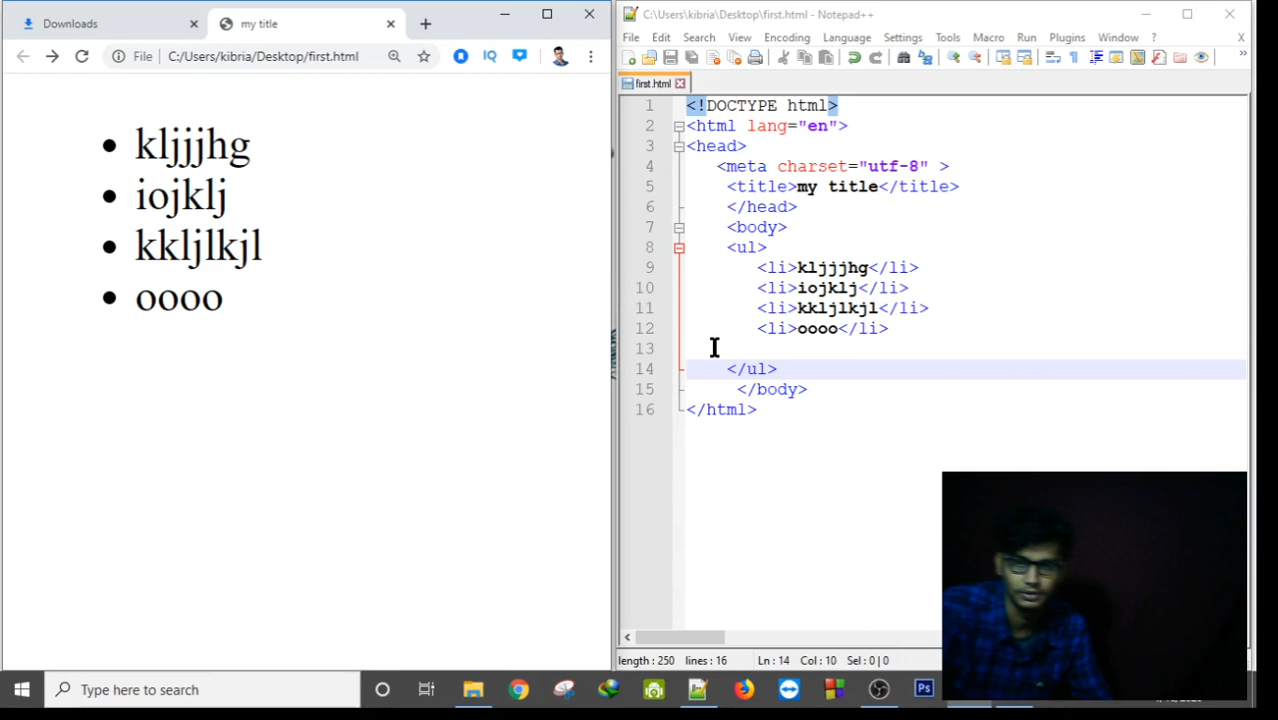 Downloads
my title
File C:/Users/kibria/Desktop/first.html
IQ
• kljjjhg
• iojklj
• kkljlkjl
• oooo
C:\Users\kibria\Desktop\first.html - Notepad++
File Edit Search View Encoding Language Settings Tools Macro Run Plugins Window ? X
first.html
1 <!DOCTYPE html>
2 <html lang="en">
3 <head>
4 <meta charset="utf-8" >
5 <title>my title</title>
6 </head>
7 <body>
8 <ul>
9 <li>kljjjhg</li>
10 <li>iojklj</li>
11 <li>kkljlkjl</li>
12 <li>oooo</li>
13
14 </ul>
15 </body>
16 </html>
length : 250 lines : 16 Ln : 14 Col : 10 Sel : 0 | 0
Type here to search
Ps